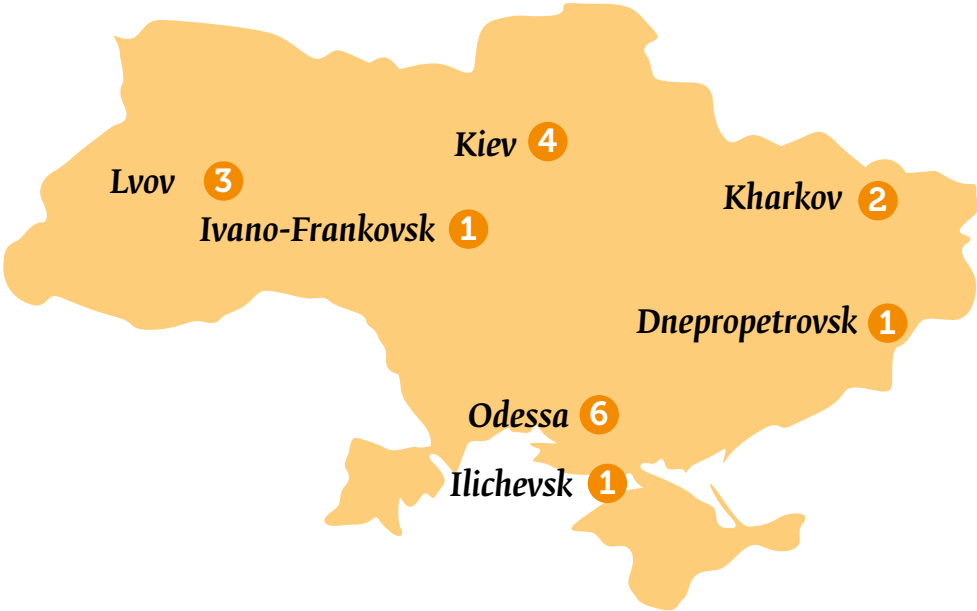 Kiev 4
Lvov 3
Kharkov 2
Ivano-Frankovsk 1
Dnepropetrovsk 1
Odessa 6
Ilichevsk 1